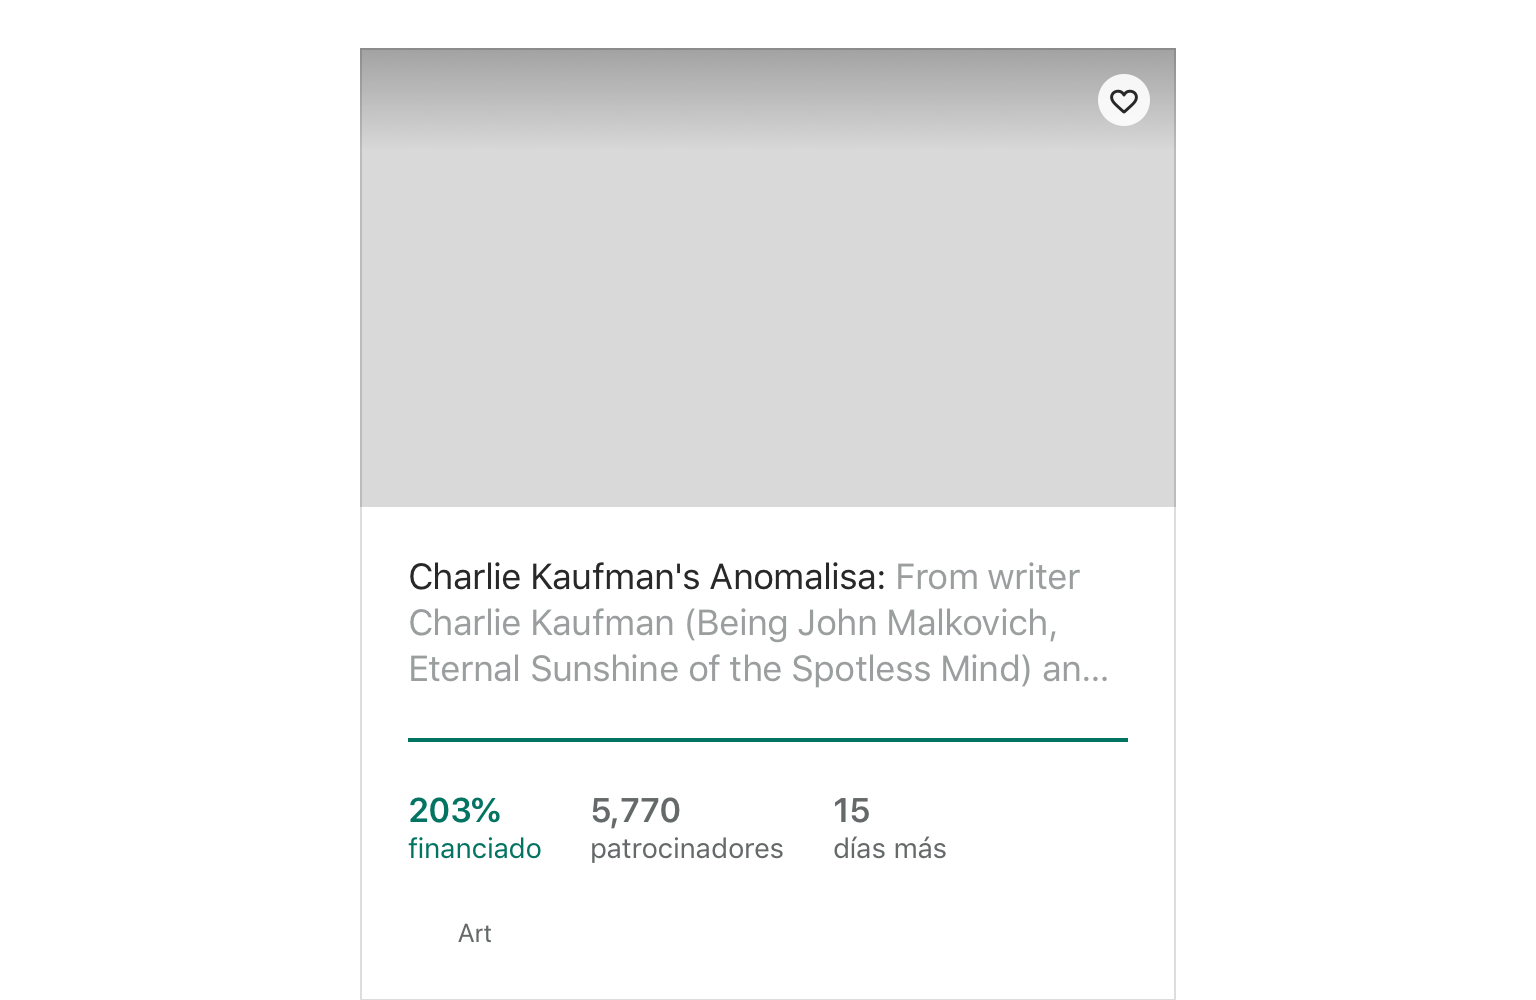 Charlie Kaufman's Anomalisa: From writer
Charlie Kaufman (Being John Malkovich,
Eternal Sunshine of the Spotless Mind) an...
203% 5,770 15
financiado patrocinadores días más
Art